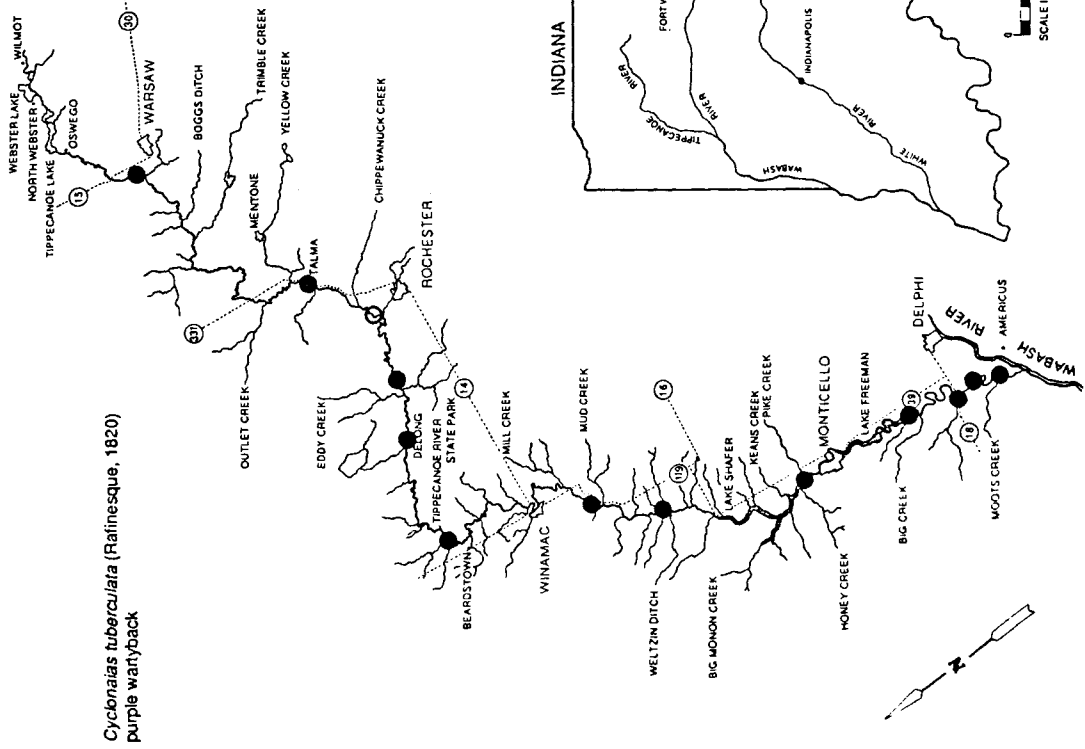 Cyclonaias tuberculata (Rafinesque, 1820)
purple wartyback
WEBSTER LAKE
WILMOT
NORTH WEBSTER
TIPPECANOE LAKE
OSWEGO
30
15
WARSAW
BOGGS DITCH
TRIMBLE CREEK
YELLOW CREEK
MENTONE
CHIPPEWANUCK CREEK
TALMA
331
OUTLET CREEK
ROCHESTER
EDDY CREEK
DELONG
TIPPECANOE RIVER
STATE PARK
14
MILL CREEK
BEARDSTOWN
WINAMAC
MUD CREEK
16
119
WELTZIN DITCH
LAKE SHAFER
KEANS CREEK
PIKE CREEK
BIG MONON CREEK
HONEY CREEK
MONTICELLO
LAKE FREEMAN
39
BIG CREEK
18
MOOTS CREEK
DELPHI
AMERICUS
WABASH
RIVER
N
INDIANA
TIPPECANOE
RIVER
FORT W
WABASH
RIVER
INDIANAPOLIS
WHITE
RIVER
0
SCALE I